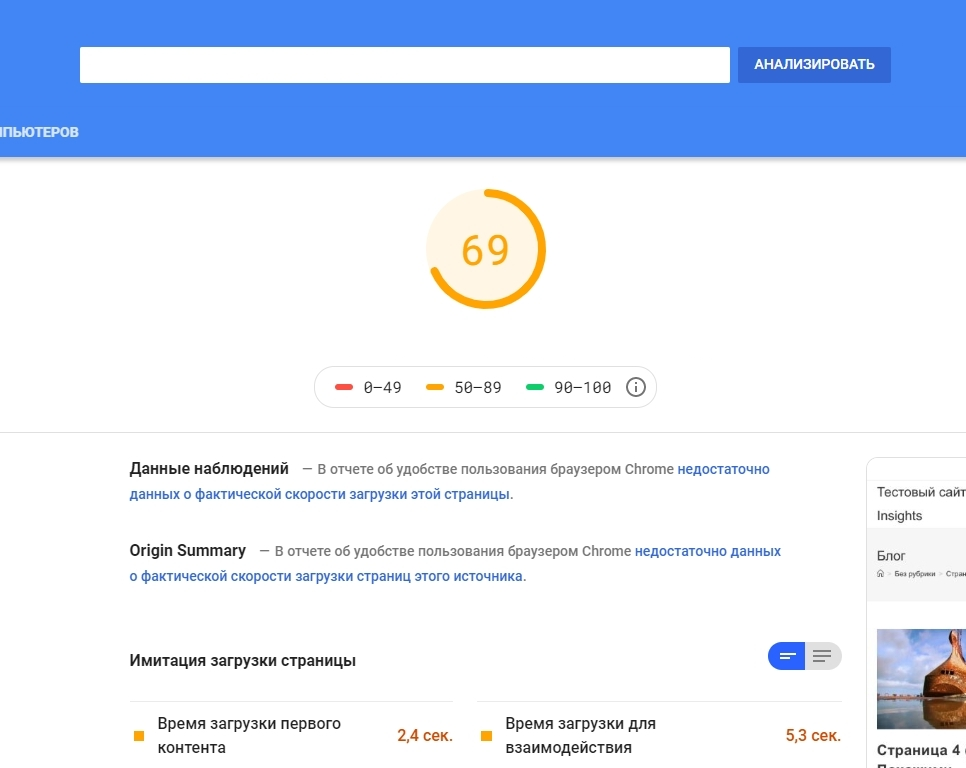 АНАЛИЗИРОВАТЬ
ПЬЮТЕРОВ
69
0–49 50–89 90–100
Данные наблюдений — В отчете об удобстве пользования браузером Chrome недостаточно
данных о фактической скорости загрузки этой страницы.
Origin Summary — В отчете об удобстве пользования браузером Chrome недостаточно данных
о фактической скорости загрузки страниц этого источника.
Имитация загрузки страницы
Время загрузки первого
контента
2,4 сек.
Время загрузки для
взаимодействия
5,3 сек.
Тестовый сайт
Insights
Блог
Без рубрики > Стран
Страница 4